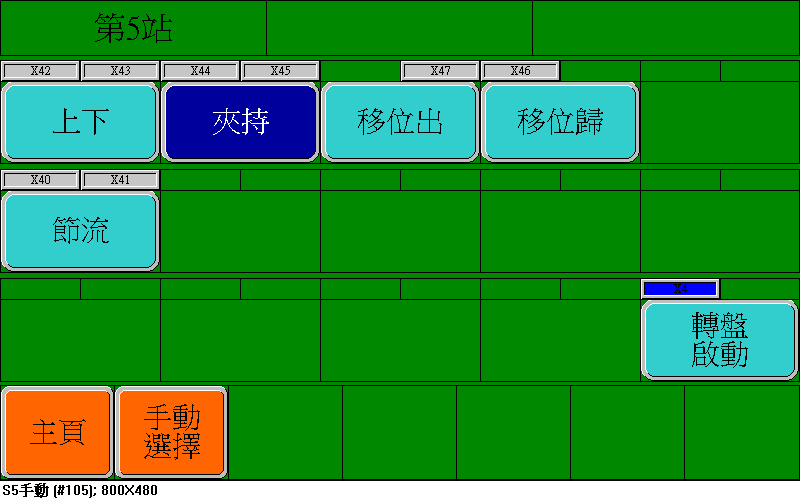 第5站
X42 X43 X44 X45 X47 X46
上下 夾持 移位出 移位歸
X40 X41
節流
X4
轉盤
啟動
主頁
手動
選擇
S5手動 (#105); 800X480